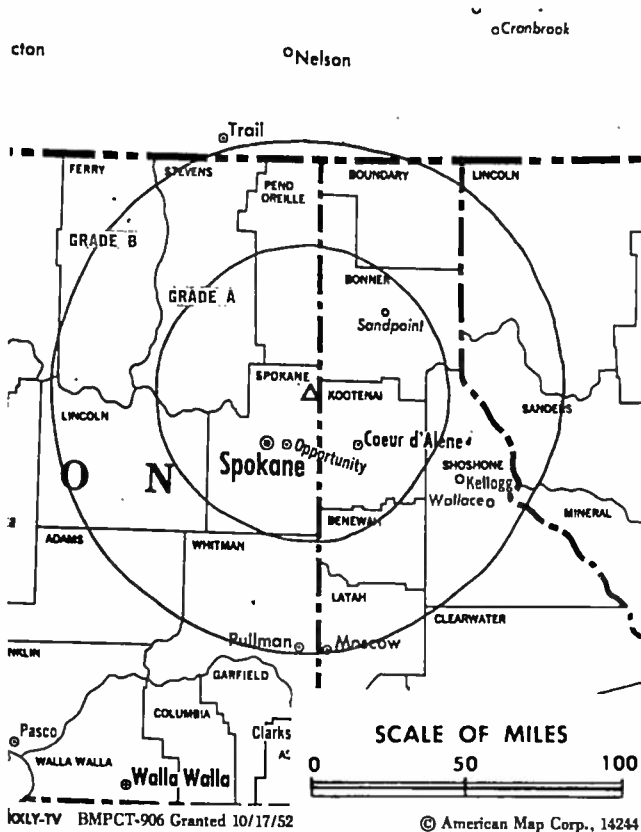 Cranbrook
cton
Nelson
Trail
FERRY
STEVENS
PEND
OREILLE
BOUNDARY
LINCOLN
GRADE B
GRADE A
BONNER
Sandpoint
SPOKANE
KOOTENAI
LINCOLN
SANDERS
Spokane
Opportunity
Coeur d'Alene
O N
SHOSHONE
Kellogg
Wallace
MINERAL
BENEWAH
ADAMS
WHITMAN
LATAH
CLEARWATER
Pullman
Moscow
NKLIN
GARFIELD
COLUMBIA
Clarks
Pasco
WALLA WALLA
Walla Walla
SCALE OF MILES
0 50 100
KXLY-TV BMPCT-906 Granted 10/17/52
© American Map Corp., 14244